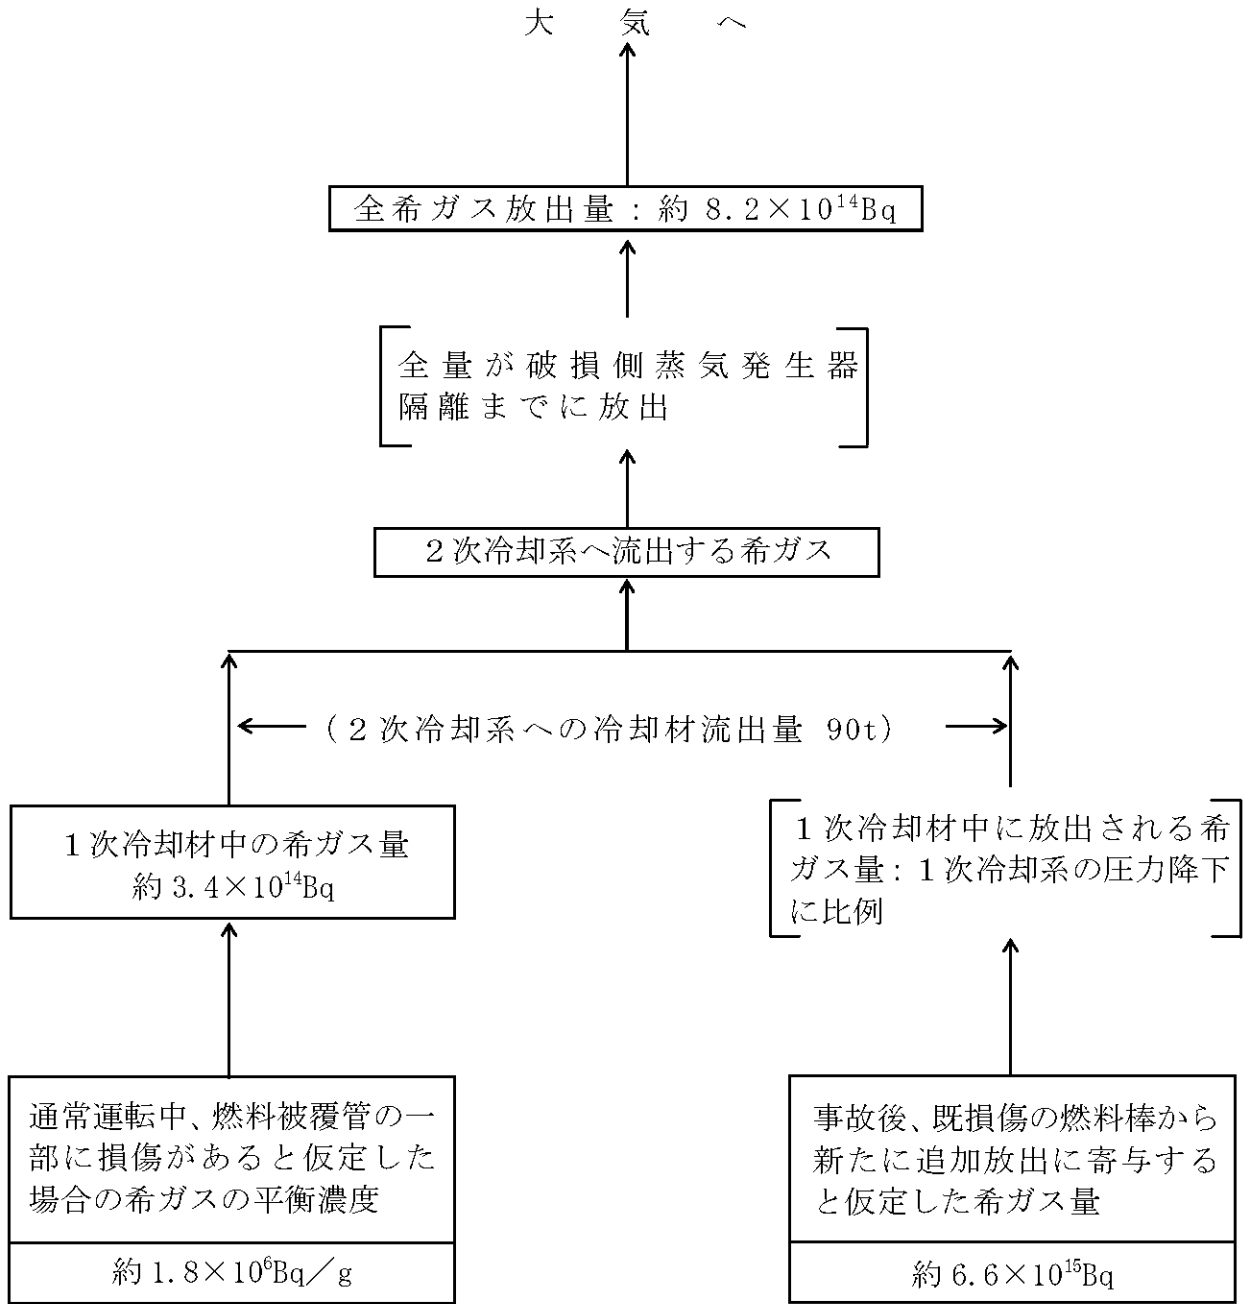 大気へ
全希ガス放出量：約8.2×10¹⁴Bq
全量が破損側蒸気発生器
隔離までに放出
２次冷却系へ流出する希ガス
(２次冷却系への冷却材流出量 90t)
１次冷却材中の希ガス量
約3.4×10¹⁴Bq
１次冷却材中に放出される希
ガス量：１次冷却系の圧力降下
に比例
通常運転中、燃料被覆管の一
部に損傷があると仮定した
場合の希ガスの平衡濃度
約1.8×10⁶Bq／g
事故後、既損傷の燃料棒から
新たに追加放出に寄与する
と仮定した希ガス量
約6.6×10¹⁵Bq